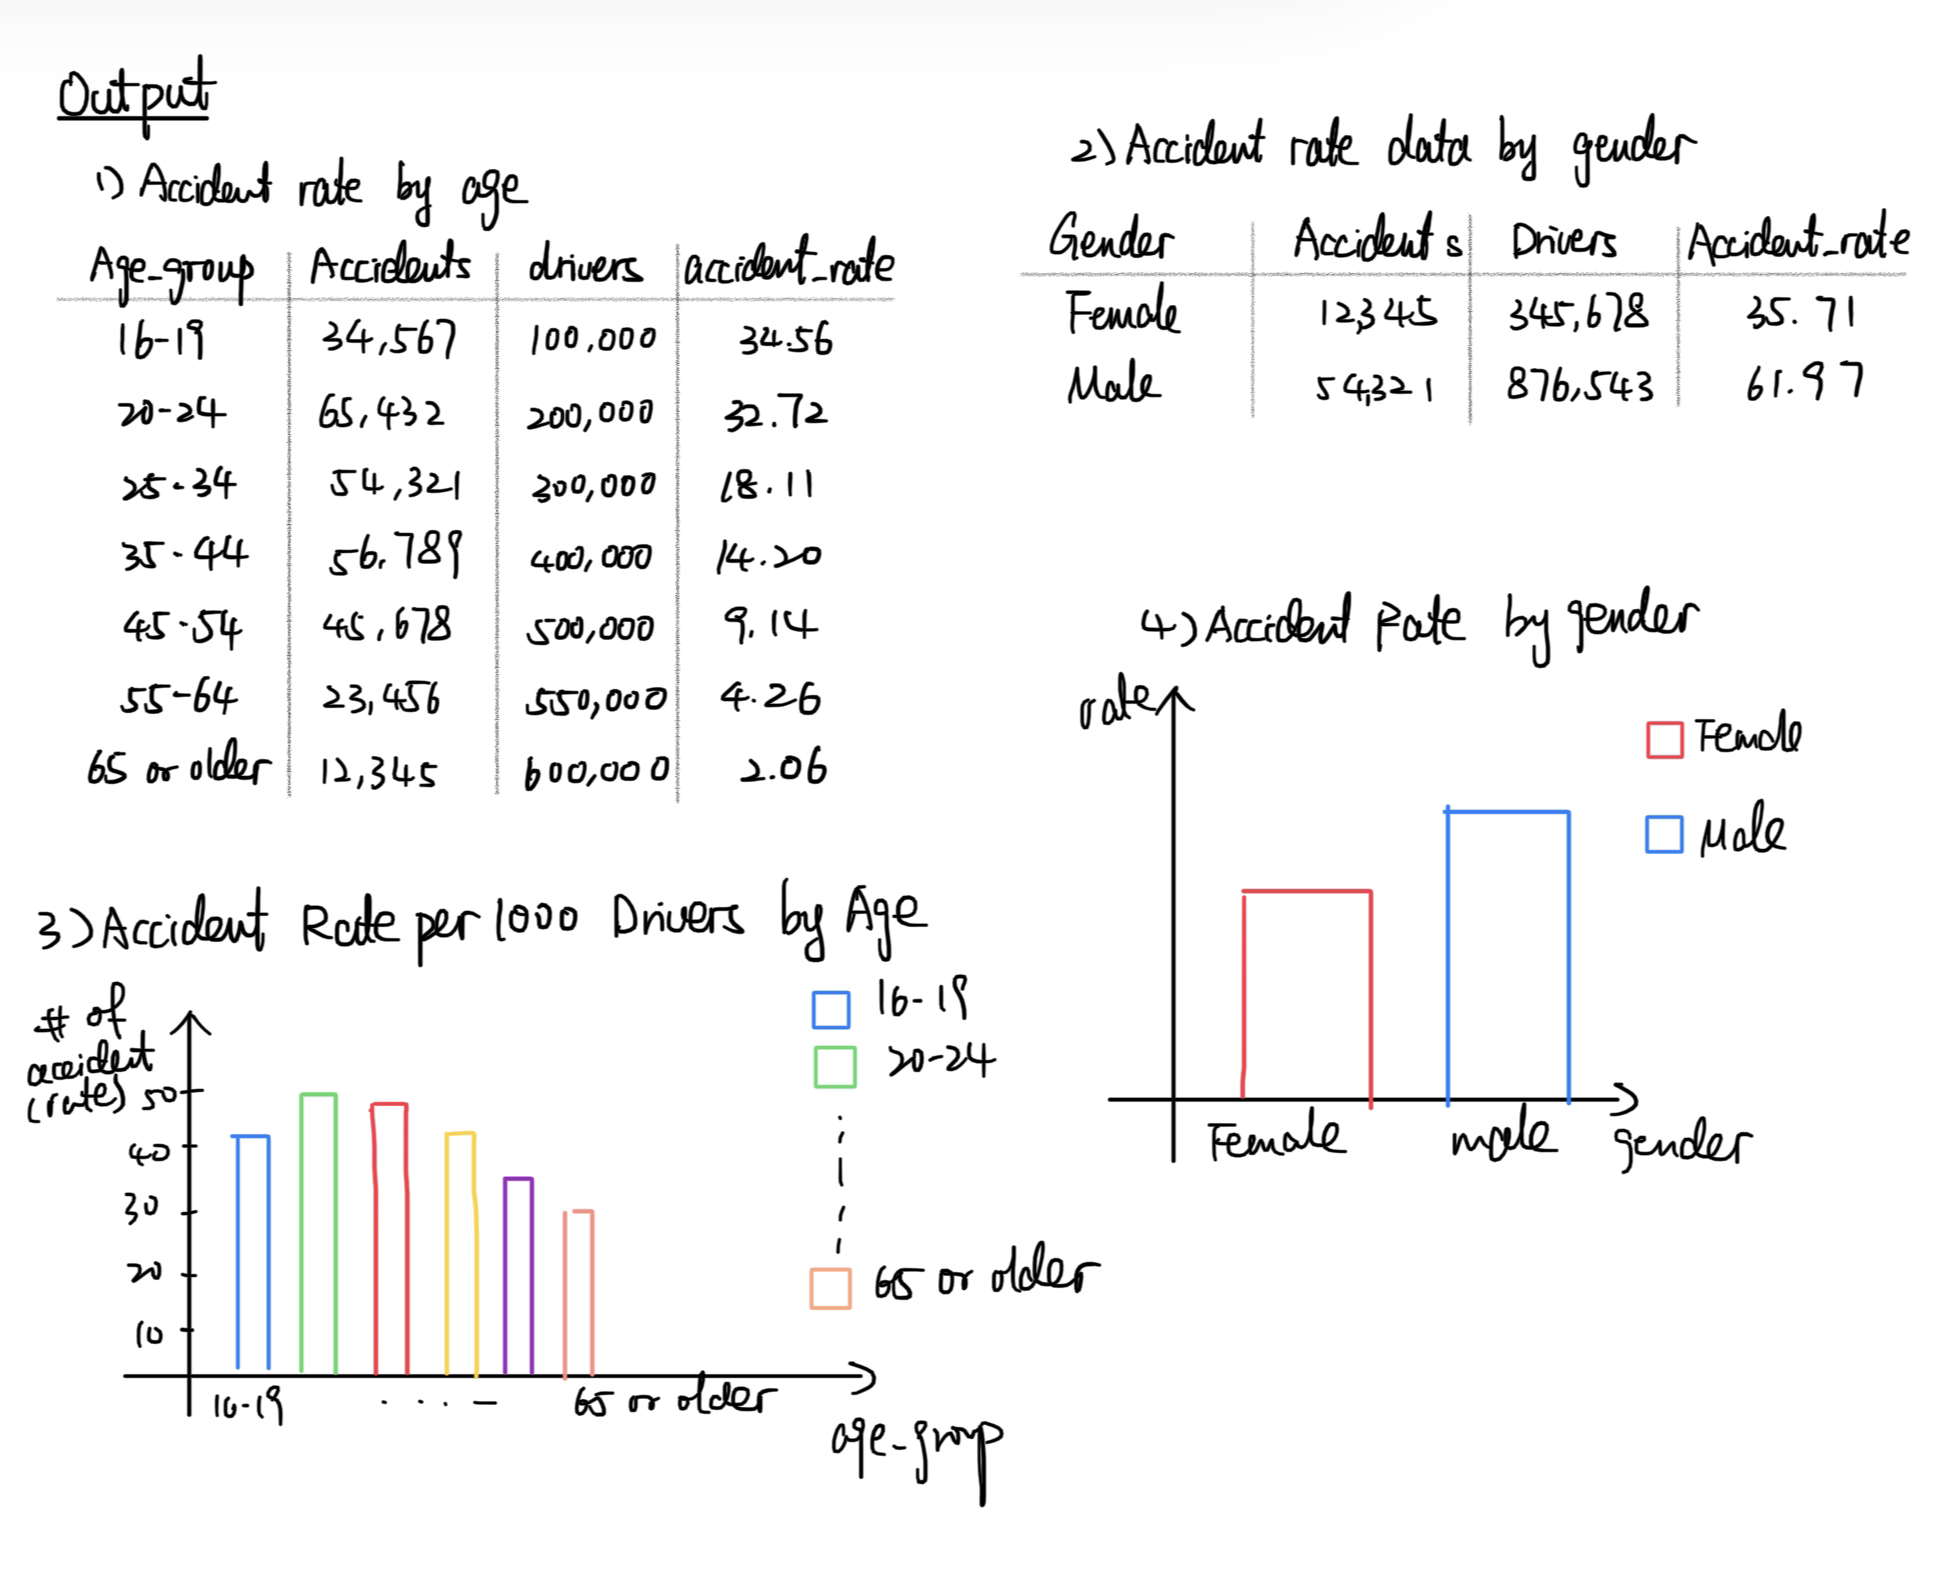 Output
1) Accident rate by age
Age_group Accidents drivers accident_rate
16-19 34,567 100,000 34.56
20-24 65,432 200,000 32.72
25-34 54,321 300,000 18.11
35-44 56.789 400,000 14.20
45-54 45,678 500,000 9.14
55-64 23,456 550,000 4.26
65 or older 12,345 600,000 2.06
2) Accident rate data by gender
Gender Accidents Drivers Accident_rate
Female 12,345 345,678 35.71
Male 54,321 876,543 61.97
3) Accident Rate per 1000 Drivers by Age
# of
accident
(rates)
50
40
30
20
10
16-19 .... 65 or older
age-group
16-19
20-24
65 or older
4) Accident Rate by gender
rate
Female
Male
Female male gender